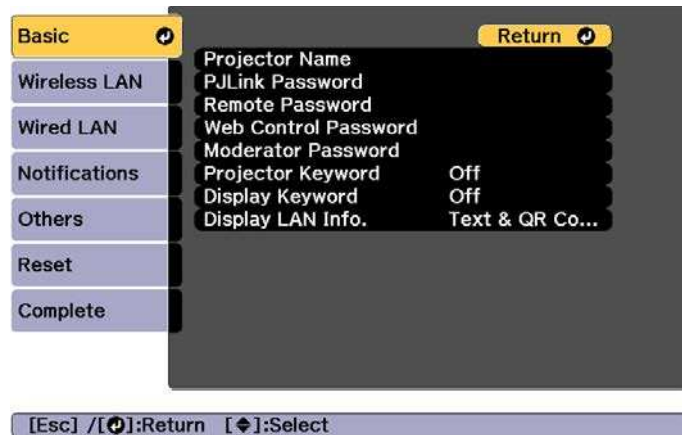 Basic
Return
Projector Name
PJLink Password
Wireless LAN
Remote Password
Wired LAN
Web Control Password
Moderator Password
Notifications
Projector Keyword Off
Display Keyword Off
Others
Display LAN Info. Text & QR Co...
Reset
Complete
[Esc] /[ ]:Return [ ]:Select